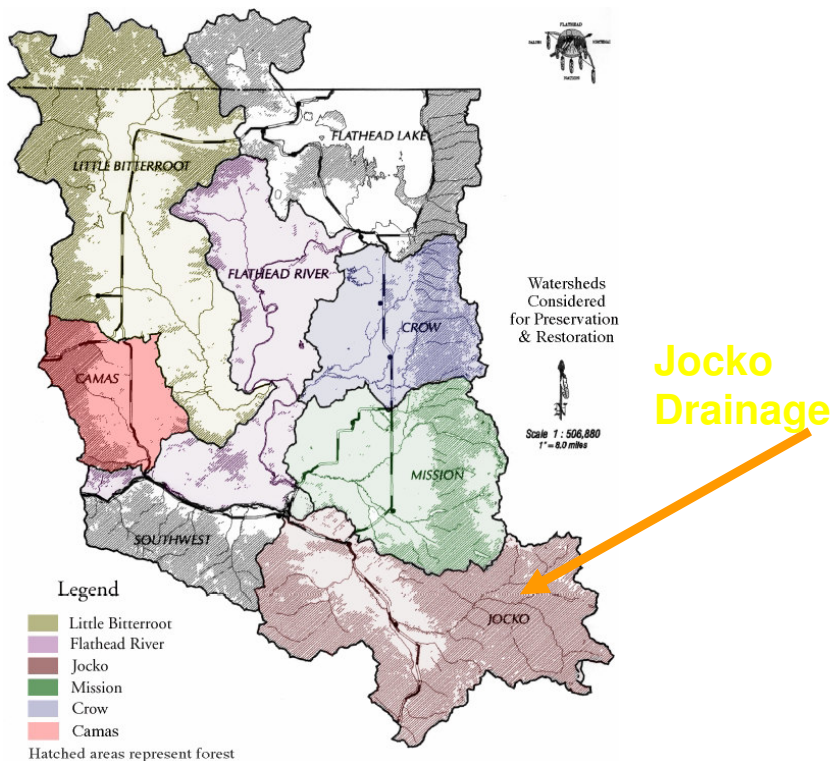 FLATHEAD
NATION
FLATHEAD LAKE
LITTLE BITTERROOT
FLATHEAD RIVER
Watersheds
Considered
for Preservation
& Restoration
CROW
CAMAS
Jocko
Drainage
N
Scale 1 : 506,880
1" = 8.0 miles
MISSION
SOUTHWEST
JOCKO
Legend
Little Bitterroot
Flathead River
Jocko
Mission
Crow
Camas
Hatched areas represent forest